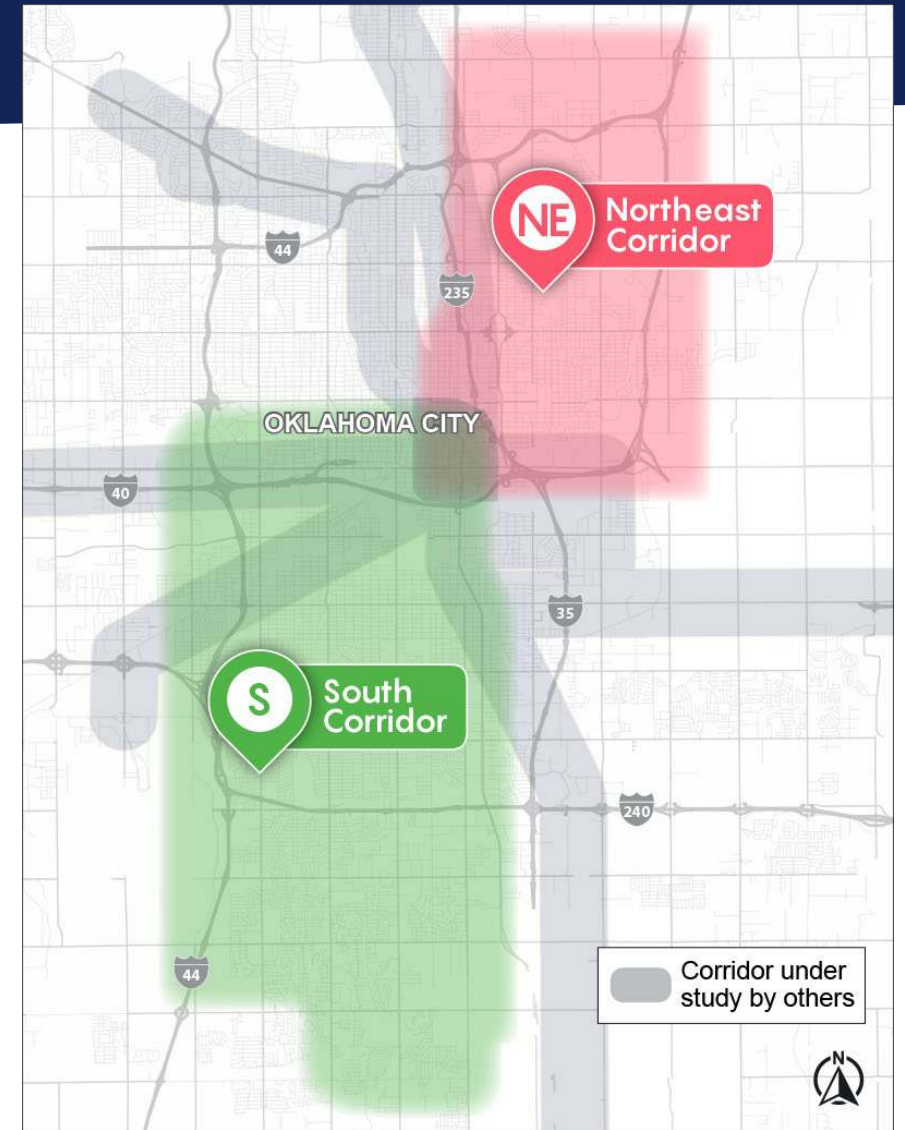 NE
Northeast
Corridor
44
235
OKLAHOMA CITY
40
35
S
South
Corridor
240
44
Corridor under
study by others
N